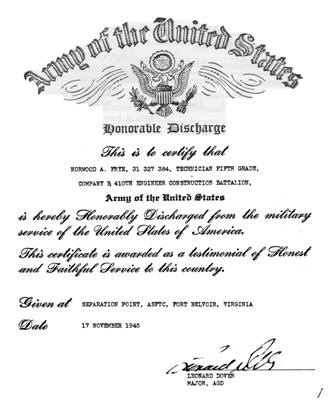 Army of the United States
Honorable Discharge
This is to certify that
NORWOOD A. FRYE, 31 327 384, TECHNICIAN FIFTH GRADE,
COMPANY B 410TH ENGINEER CONSTRUCTION BATTALION,
Army of the United States
is hereby Honorably Discharged from the military
service of the United States of America.
This certificate is awarded as a testimonial of Honest
and Faithful Service to this country.
Given at SEPARATION POINT, ASFTC, FORT BELVOIR, VIRGINIA
Date 17 NOVEMBER 1945
LEONARD DOVER
MAJOR, AGD